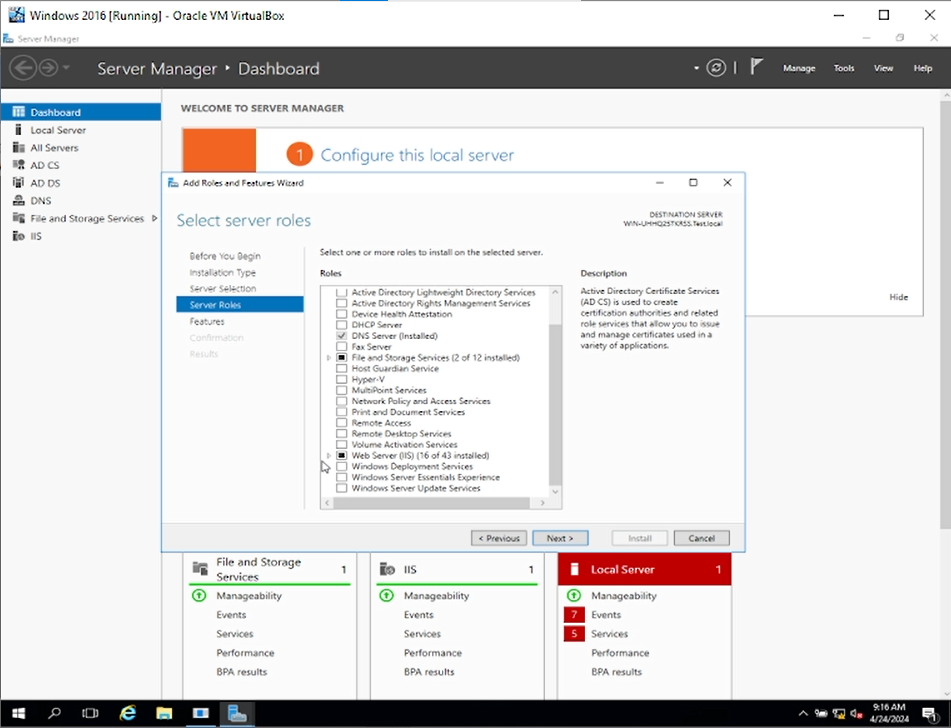 Windows 2016 [Running] - Oracle VM VirtualBox
Server Manager
Server Manager • Dashboard
Manage
Tools
View
Help
Dashboard
Local Server
All Servers
AD CS
AD DS
DNS
File and Storage Services
IIS
WELCOME TO SERVER MANAGER
1 Configure this local server
Hide
Add Roles and Features Wizard
Select server roles
DESTINATION SERVER
WIN-UHHQ25TKRSS.Test.local
Before You Begin
Installation Type
Server Selection
Server Roles
Features
Confirmation
Results
Select one or more roles to install on the selected server.
Roles
Active Directory Lightweight Directory Services
Active Directory Rights Management Services
Device Health Attestation
DHCP Server
DNS Server (Installed)
Fax Server
File and Storage Services (2 of 12 installed)
Host Guardian Service
Hyper-V
MultiPoint Services
Network Policy and Access Services
Print and Document Services
Remote Access
Remote Desktop Services
Volume Activation Services
Web Server (IIS) (16 of 43 installed)
Windows Deployment Services
Windows Server Essentials Experience
Windows Server Update Services
Description
Active Directory Certificate Services
(AD CS) is used to create
certification authorities and related
role services that allow you to issue
and manage certificates used in a
variety of applications.
< Previous
Next >
Install
Cancel
File and Storage
Services
1
Manageability
Events
Services
Performance
BPA results
IIS
1
Manageability
Events
Services
Performance
BPA results
Local Server
1
Manageability
7 Events
5 Services
Performance
BPA results
9:16 AM
4/24/2024